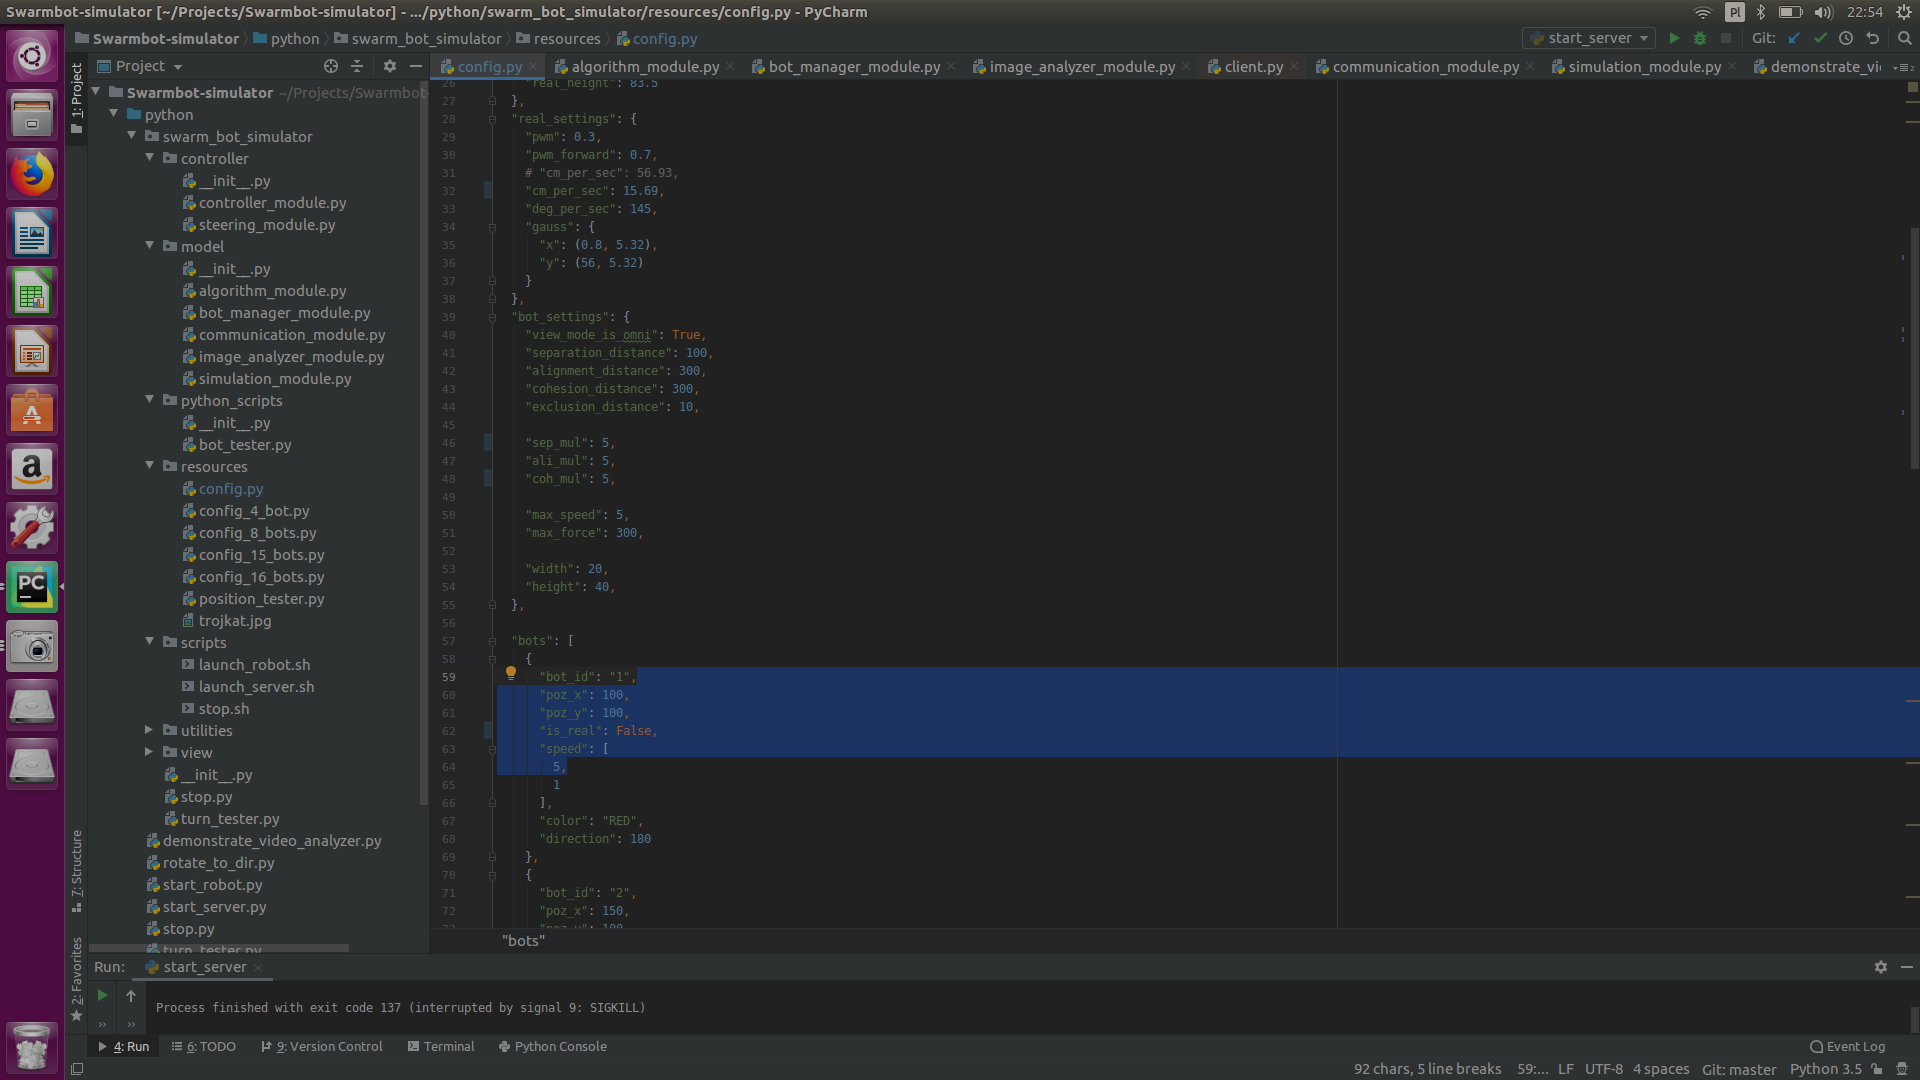 Swarmbot-simulator [~/Projects/Swarmbot-simulator] - .../python/swarm_bot_simulator/resources/config.py - PyCharm
Pl
22:54
Swarmbot-simulator
python
swarm_bot_simulator
resources
config.py
start_server
Git:
1: Project
Project
config.py
algorithm_module.py
bot_manager_module.py
image_analyzer_module.py
client.py
communication_module.py
simulation_module.py
demonstrate_vi
Swarmbot-simulator ~/Projects/Swarmbot-
python
swarm_bot_simulator
controller
__init__.py
controller_module.py
steering_module.py
model
__init__.py
algorithm_module.py
bot_manager_module.py
communication_module.py
image_analyzer_module.py
simulation_module.py
python_scripts
__init__.py
bot_tester.py
resources
config.py
config_4_bot.py
config_8_bots.py
config_15_bots.py
config_16_bots.py
position_tester.py
trojkat.jpg
scripts
launch_robot.sh
launch_server.sh
stop.sh
utilities
view
__init__.py
stop.py
turn_tester.py
demonstrate_video_analyzer.py
rotate_to_dir.py
start_robot.py
start_server.py
stop.py
turn_tester.py
26 "real_height": 83.5
27 },
28 "real_settings": {
29 "pwm": 0.3,
30 "pwm_forward": 0.7,
31 # "cm_per_sec": 56.93,
32 "cm_per_sec": 15.69,
33 "deg_per_sec": 145,
34 "gauss": {
35 "x": (0.8, 5.32),
36 "y": (56, 5.32)
37 }
38 },
39 "bot_settings": {
40 "view_mode_is_omni": True,
41 "separation_distance": 100,
42 "alignment_distance": 300,
43 "cohesion_distance": 300,
44 "exclusion_distance": 10,
45
46 "sep_mul": 5,
47 "ali_mul": 5,
48 "coh_mul": 5,
49
50 "max_speed": 5,
51 "max_force": 300,
52
53 "width": 20,
54 "height": 40,
55 },
56
57 "bots": [
58 {
59 "bot_id": "1",
60 "poz_x": 100,
61 "poz_y": 100,
62 "is_real": False,
63 "speed": [
64 5,
65 1
66 ],
67 "color": "RED",
68 "direction": 180
69 },
70 {
71 "bot_id": "2",
72 "poz_x": 150,
73 "poz_y": 100
"bots"
7: Structure
2: Favorites
Run:
start_server
Process finished with exit code 137 (interrupted by signal 9: SIGKILL)
4: Run
6: TODO
9: Version Control
Terminal
Python Console
Event Log
92 chars, 5 line breaks
59:...
LF
UTF-8
4 spaces
Git: master
Python 3.5